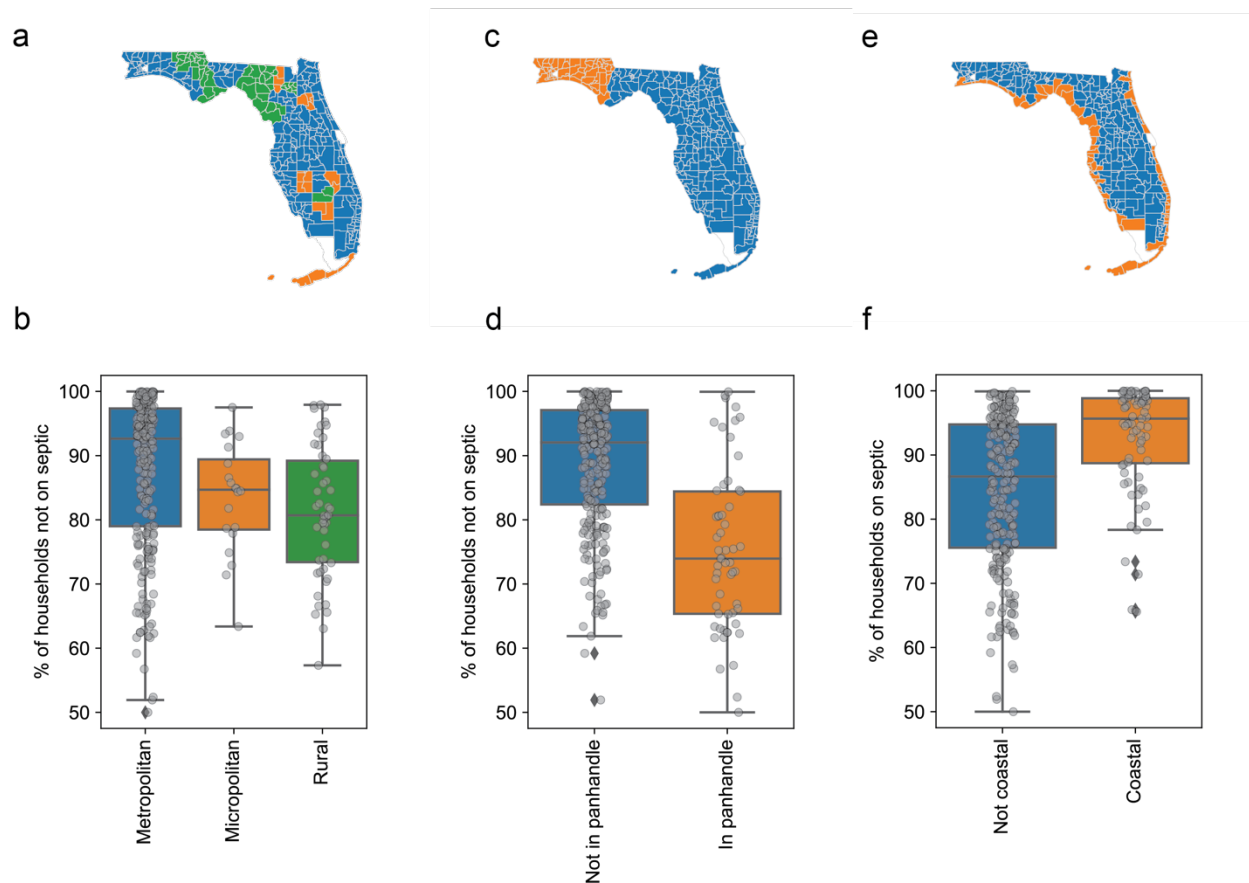 a
c
e
b
d
f
% of households not on septic
100
90
80
70
60
50
Metropolitan
Micropolitan
Rural
% of households not on septic
100
90
80
70
60
50
Not in panhandle
In panhandle
% of households on septic
100
90
80
70
60
50
Not coastal
Coastal